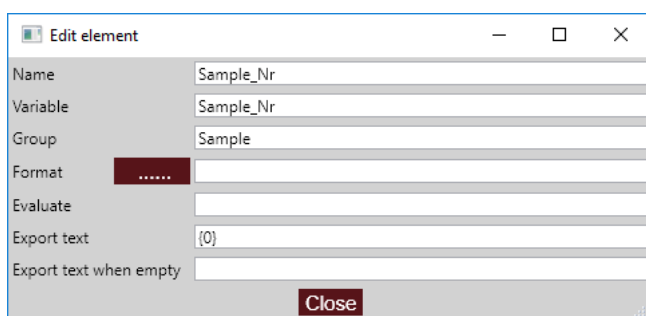 Edit element
Name Sample_Nr
Variable Sample_Nr
Group Sample
Format ......
Evaluate
Export text {0}
Export text when empty
Close